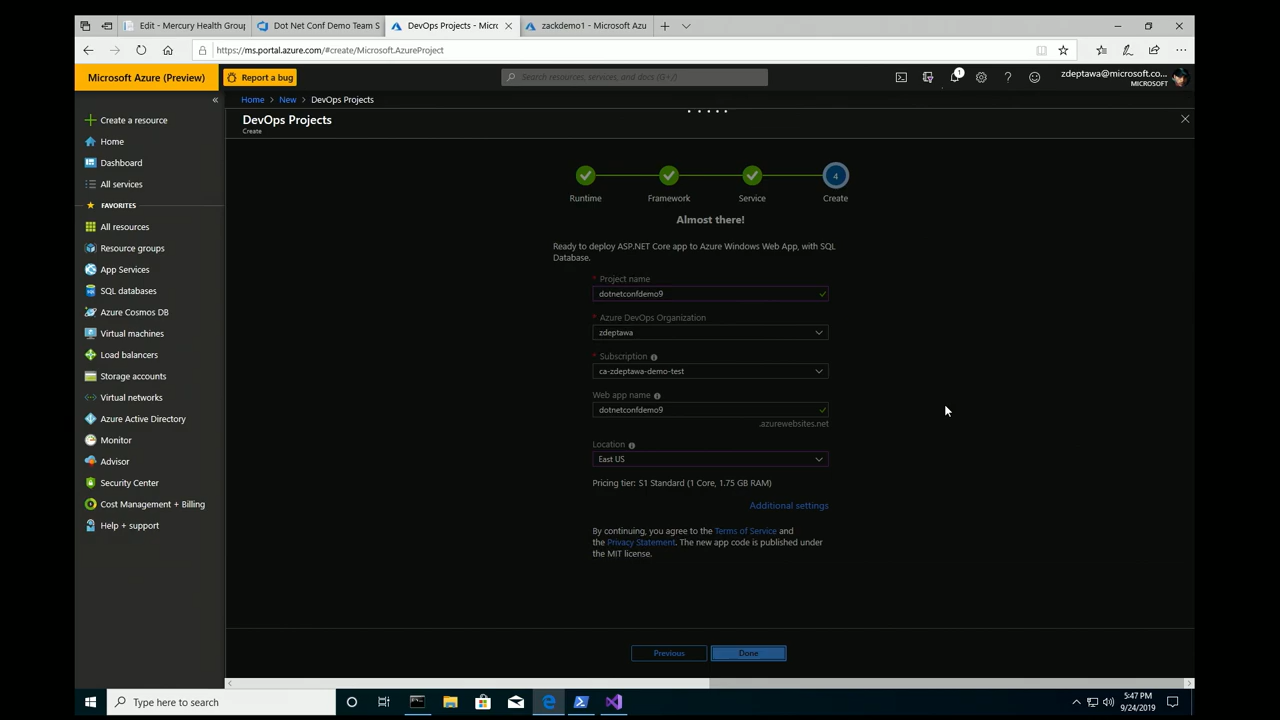 Edit - Mercury Health Group
Dot Net Conf Demo Team S
DevOps Projects - Micro
zackdemo1 - Microsoft Az
https://ms.portal.azure.com/#create/Microsoft.AzureProject
Microsoft Azure (Preview)
Report a bug
Search resources, services, and docs (G+/)
1
zdeptawa@microsoft.co...
MICROSOFT
Create a resource
Home
Dashboard
All services
FAVORITES
All resources
Resource groups
App Services
SQL databases
Azure Cosmos DB
Virtual machines
Load balancers
Storage accounts
Virtual networks
Azure Active Directory
Monitor
Advisor
Security Center
Cost Management + Billing
Help + support
Home > New > DevOps Projects
DevOps Projects
Create
4
Runtime Framework Service Create
Almost there!
Ready to deploy ASP.NET Core app to Azure Windows Web App, with SQL
Database.
* Project name
dotnetconfdemo9
* Azure DevOps Organization
zdeptawa
* Subscription
ca-zdeptawa-demo-test
Web app name
dotnetconfdemo9
.azurewebsites.net
Location
East US
Pricing tier: S1 Standard (1 Core, 1.75 GB RAM)
Additional settings
By continuing, you agree to the Terms of Service and
the Privacy Statement. The new app code is published under
the MIT license.
Previous
Done
Type here to search
5:47 PM
9/24/2019